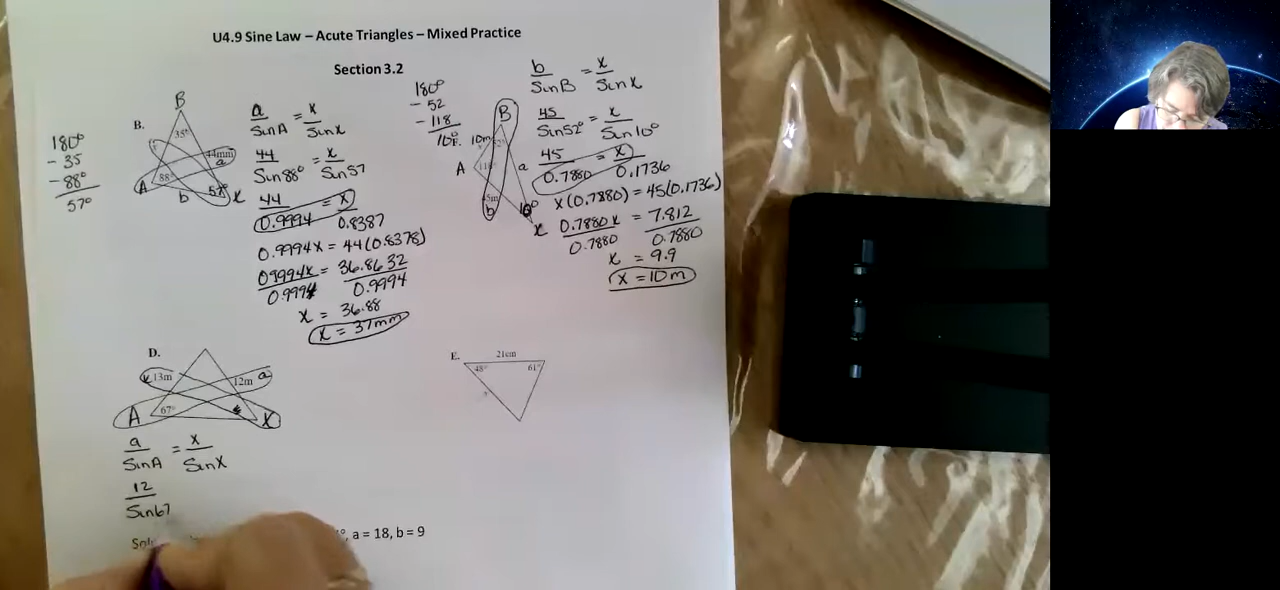 U4.9 Sine Law – Acute Triangles – Mixed Practice
Section 3.2
B.
180°
- 35
- 88°
57°
B
35°
44mm
a
A
88°
b
57°
x
a/SinA = x/SinX
44/Sin88° = x/Sin57
44/0.9994 = x/0.8387
0.9994x = 44(0.8378)
0.9994x/0.9994 = 36.8632/0.9994
x = 36.88
x = 37mm
180°
- 52
- 118
10°
B
10m
52°
A
a
b
10°
x
b/SinB = x/SinX
45/Sin52° = x/Sin10°
45/0.7880 = x/0.1736
x(0.7880) = 45(0.1736)
0.7880x/0.7880 = 7.812/0.7880
x = 9.9
x = 10m
D.
x 13m
12m a
A
67°
X
a/SinA = x/SinX
12/Sin67
E.
21cm
48°
61°
, a = 18, b = 9